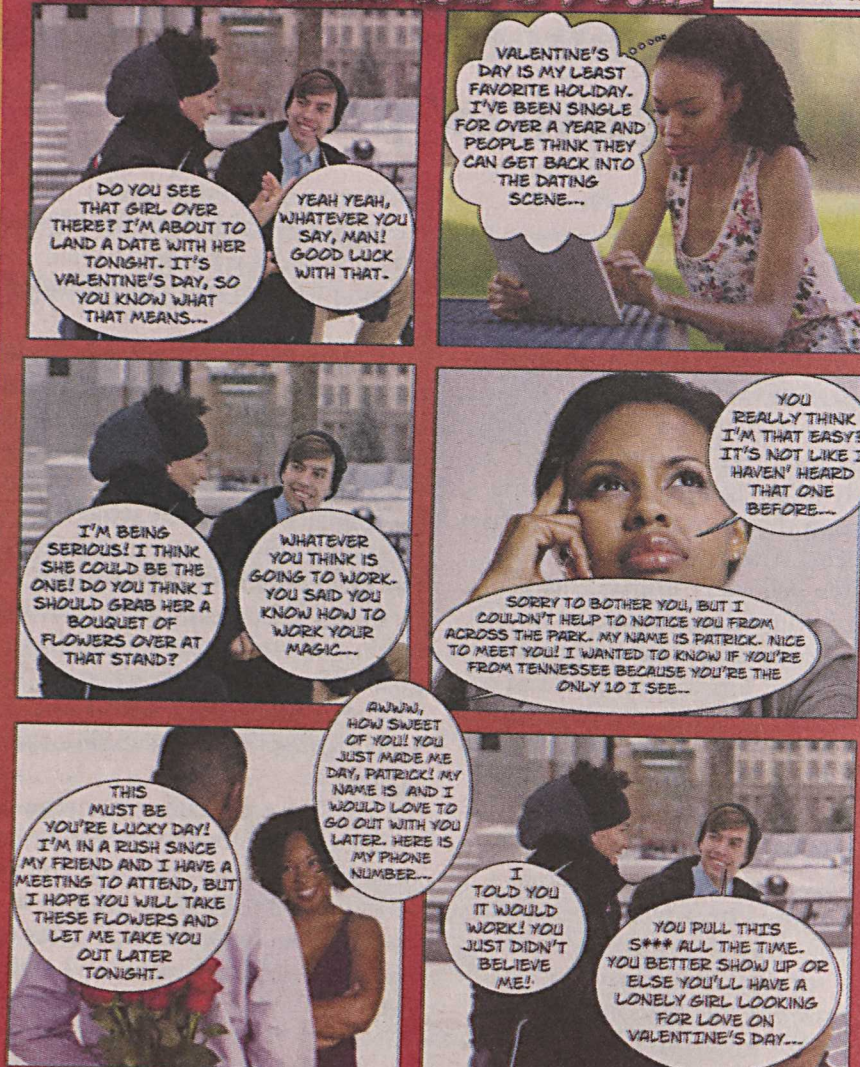 DO YOU SEE
THAT GIRL OVER
THERE? I'M ABOUT TO
LAND A DATE WITH HER
TONIGHT. IT'S
VALENTINE'S DAY, SO
YOU KNOW WHAT
THAT MEANS...
YEAH YEAH,
WHATEVER YOU
SAY, MAN!
GOOD LUCK
WITH THAT.
VALENTINE'S
DAY IS MY LEAST
FAVORITE HOLIDAY.
I'VE BEEN SINGLE
FOR OVER A YEAR AND
PEOPLE THINK THEY
CAN GET BACK INTO
THE DATING
SCENE...
I'M BEING
SERIOUS! I THINK
SHE COULD BE THE
ONE! DO YOU THINK I
SHOULD GRAB HER A
BOUQUET OF
FLOWERS OVER AT
THAT STAND?
WHATEVER
YOU THINK IS
GOING TO WORK.
YOU SAID YOU
KNOW HOW TO
WORK YOUR
MAGIC...
YOU
REALLY THINK
I'M THAT EASY?
IT'S NOT LIKE I
HAVEN' HEARD
THAT ONE
BEFORE...
SORRY TO BOTHER YOU, BUT I
COULDN'T HELP TO NOTICE YOU FROM
ACROSS THE PARK. MY NAME IS PATRICK. NICE
TO MEET YOU! I WANTED TO KNOW IF YOU'RE
FROM TENNESSEE BECAUSE YOU'RE THE
ONLY 10 I SEE...
THIS
MUST BE
YOU'RE LUCKY DAY!
I'M IN A RUSH SINCE
MY FRIEND AND I HAVE A
MEETING TO ATTEND, BUT
I HOPE YOU WILL TAKE
THESE FLOWERS AND
LET ME TAKE YOU
OUT LATER
TONIGHT.
AWWW,
HOW SWEET
OF YOU! YOU
JUST MADE ME
DAY, PATRICK! MY
NAME IS AND I
WOULD LOVE TO
GO OUT WITH YOU
LATER. HERE IS
MY PHONE
NUMBER...
I
TOLD YOU
IT WOULD
WORK! YOU
JUST DIDN'T
BELIEVE
ME!
YOU PULL THIS
S*** ALL THE TIME.
YOU BETTER SHOW UP OR
ELSE YOU'LL HAVE A
LONELY GIRL LOOKING
FOR LOVE ON
VALENTINE'S DAY...